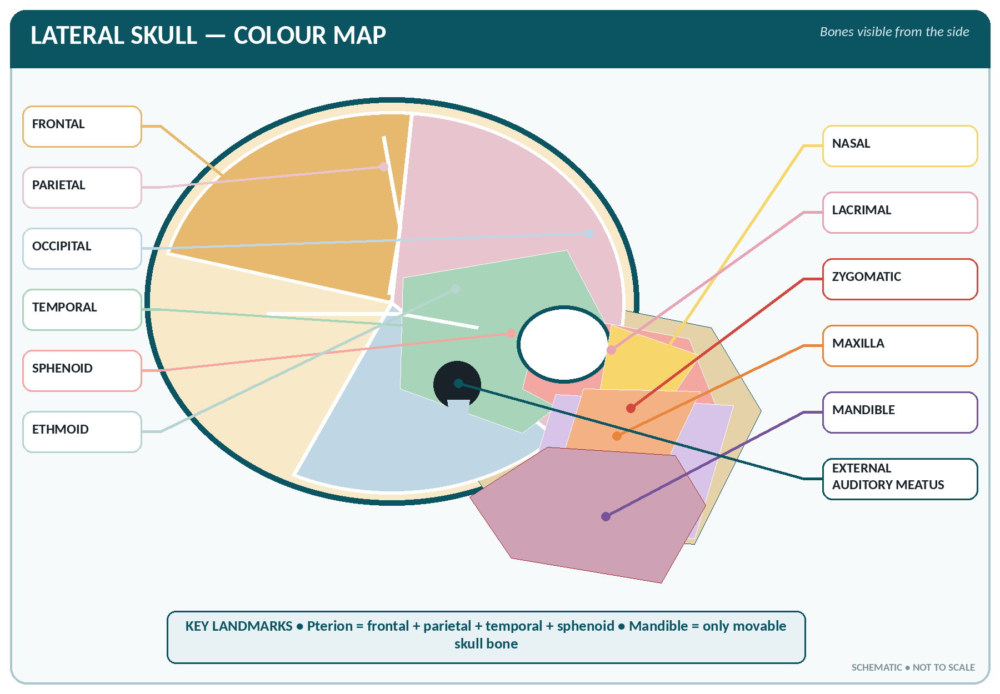 LATERAL SKULL — COLOUR MAP
Bones visible from the side
FRONTAL
PARIETAL
OCCIPITAL
TEMPORAL
SPHENOID
ETHMOID
NASAL
LACRIMAL
ZYGOMATIC
MAXILLA
MANDIBLE
EXTERNAL
AUDITORY MEATUS
KEY LANDMARKS • Pterion = frontal + parietal + temporal + sphenoid • Mandible = only movable
skull bone
SCHEMATIC • NOT TO SCALE